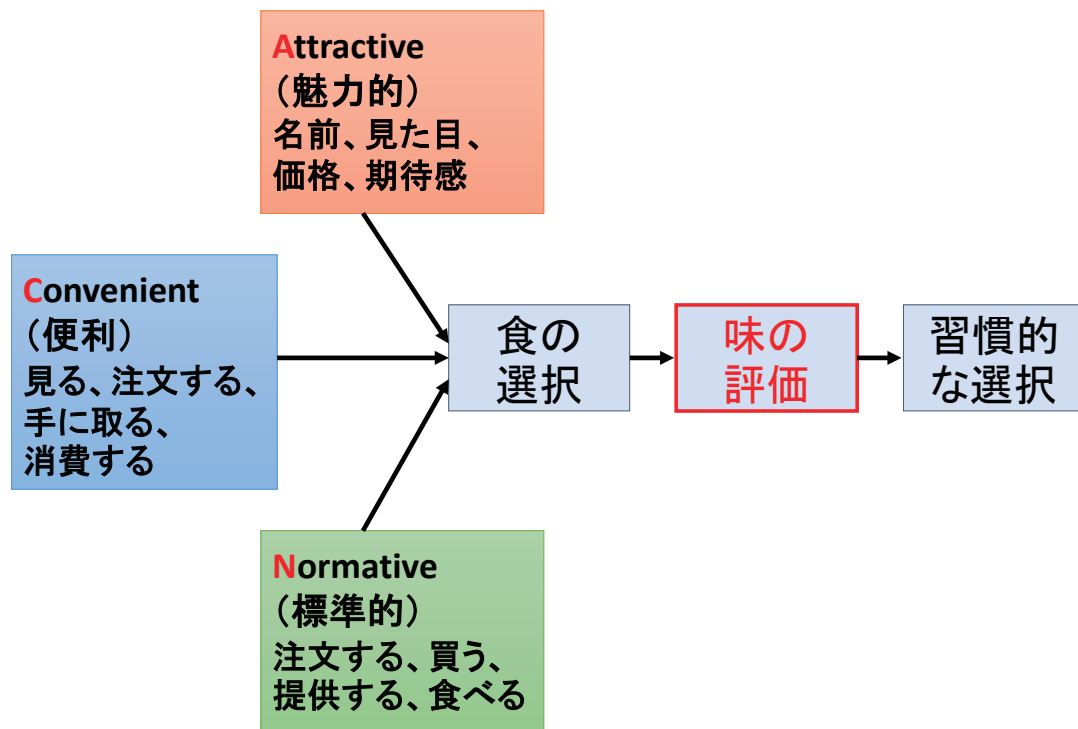 Attractive
（魅力的）
名前、見た目、
価格、期待感
Convenient
（便利）
見る、注文する、
手に取る、
消費する
食の
選択
味の
評価
習慣的
な選択
Normative
（標準的）
注文する、買う、
提供する、食べる